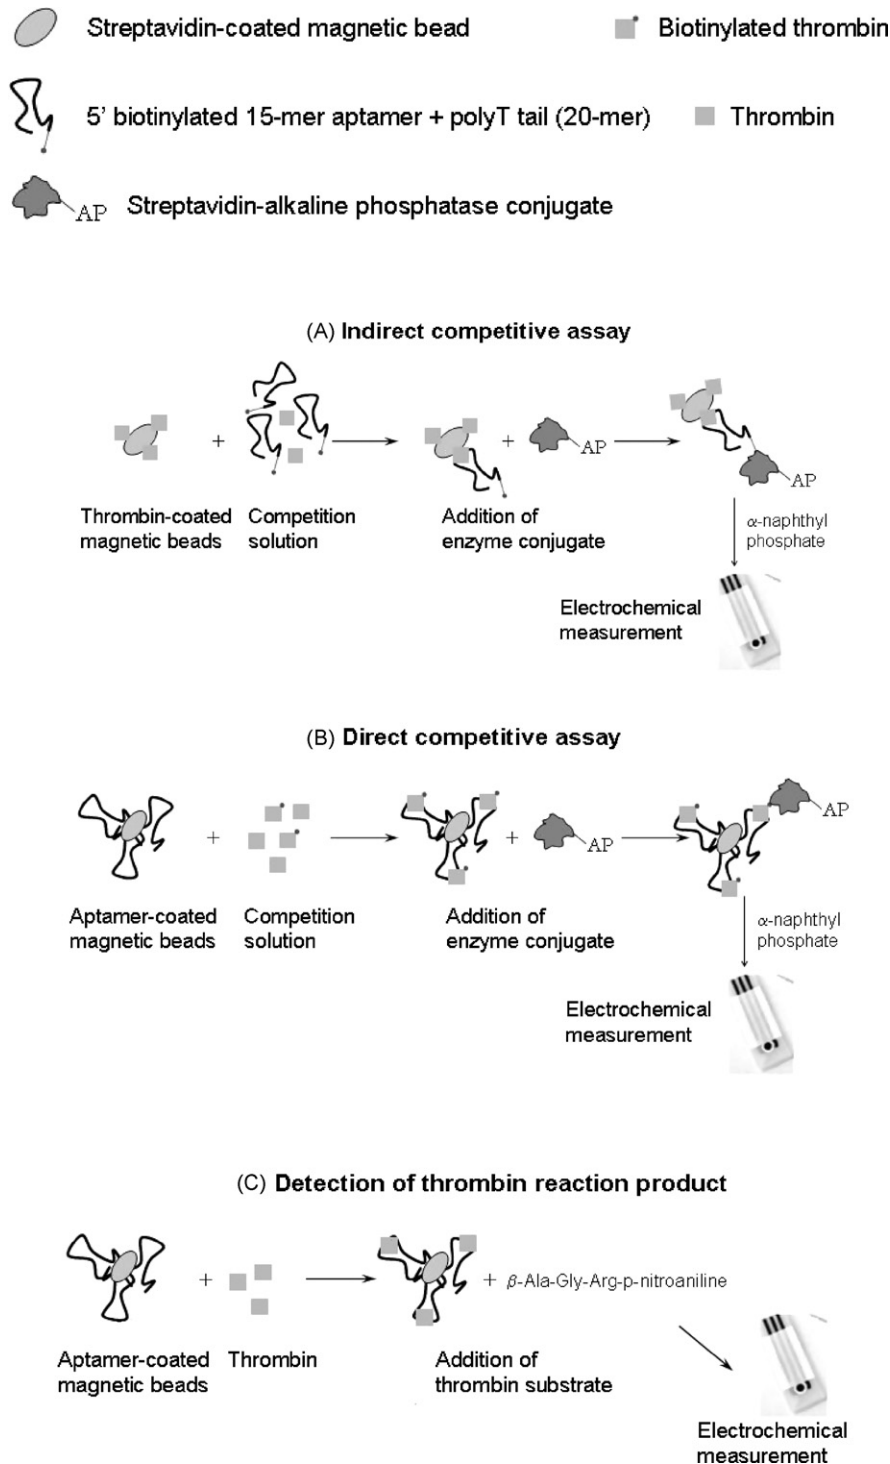 Streptavidin-coated magnetic bead
Biotinylated thrombin
5' biotinylated 15-mer aptamer + polyT tail (20-mer)
Thrombin
AP
Streptavidin-alkaline phosphatase conjugate
(A) Indirect competitive assay
+
+
AP
AP
Thrombin-coated
magnetic beads
Competition
solution
Addition of
enzyme conjugate
α-naphthyl
phosphate
Electrochemical
measurement
(B) Direct competitive assay
+
+
AP
AP
Aptamer-coated
magnetic beads
Competition
solution
Addition of
enzyme conjugate
α-naphthyl
phosphate
Electrochemical
measurement
(C) Detection of thrombin reaction product
+
+ β-Ala-Gly-Arg-p-nitroaniline
Aptamer-coated
magnetic beads
Thrombin
Addition of
thrombin substrate
Electrochemical
measurement